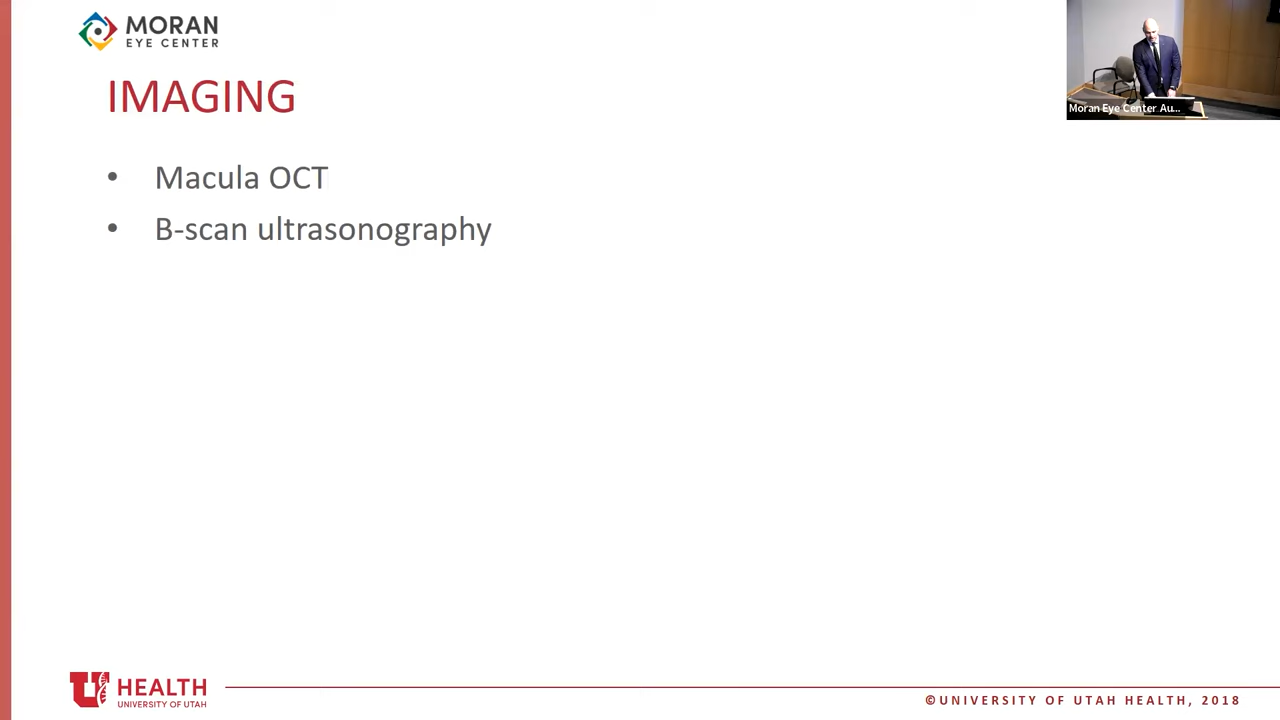 MORAN
EYE CENTER
IMAGING
Moran Eye Center Au...
• Macula OCT
• B-scan ultrasonography
U HEALTH
UNIVERSITY OF UTAH
©UNIVERSITY OF UTAH HEALTH, 2018